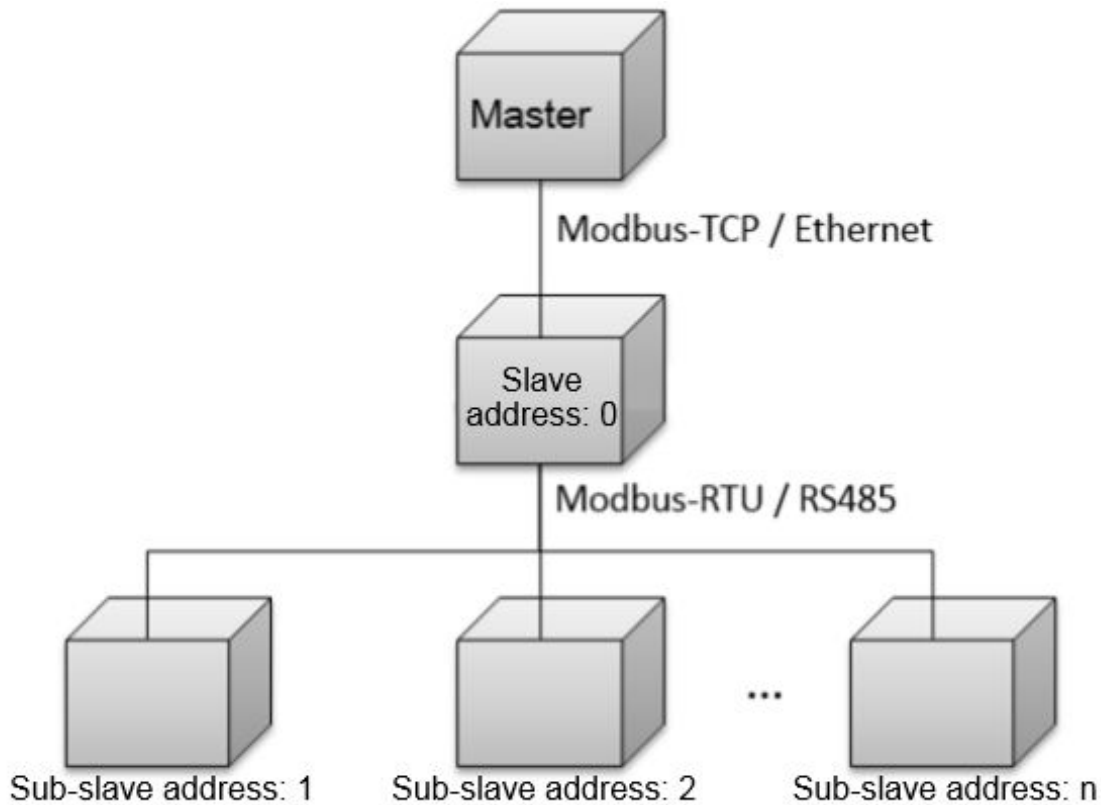 Master
Modbus-TCP / Ethernet
Slave
address: 0
Modbus-RTU / RS485
...
Sub-slave address: 1
Sub-slave address: 2
Sub-slave address: n